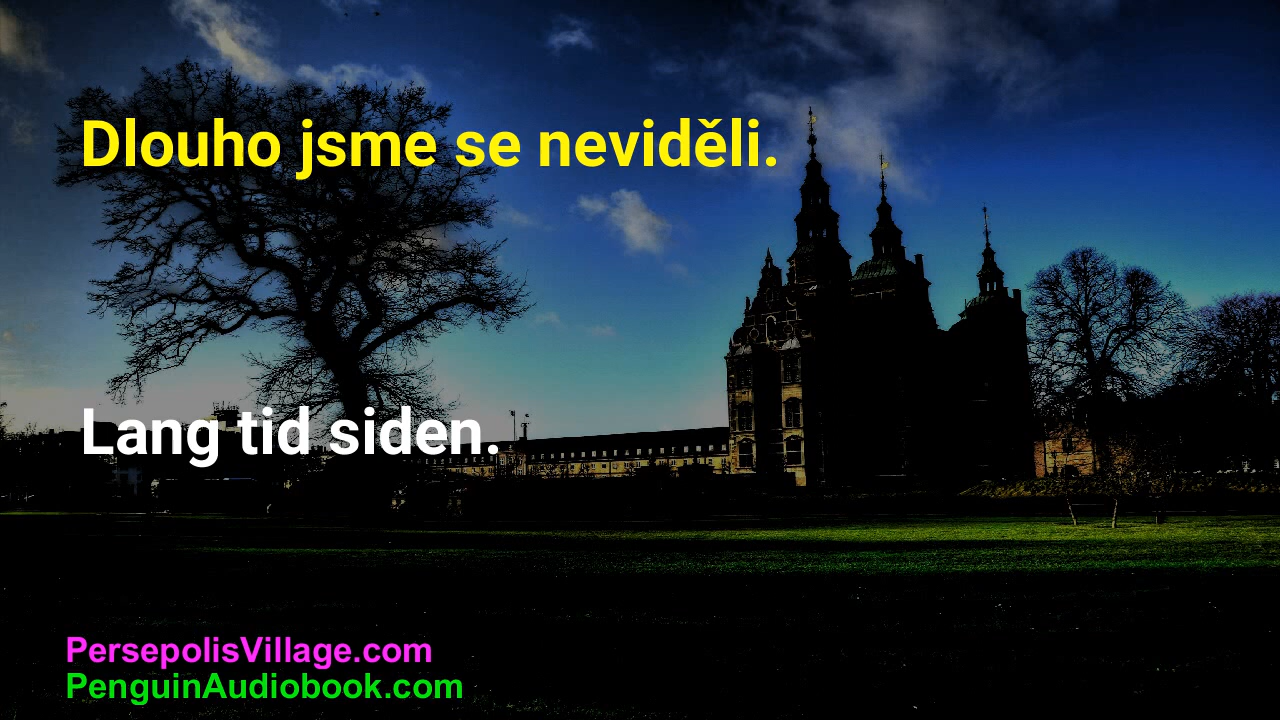 Dlouho jsme se neviděli.
Lang tid siden.
PersepolisVillage.com
PenguinAudiobook.com